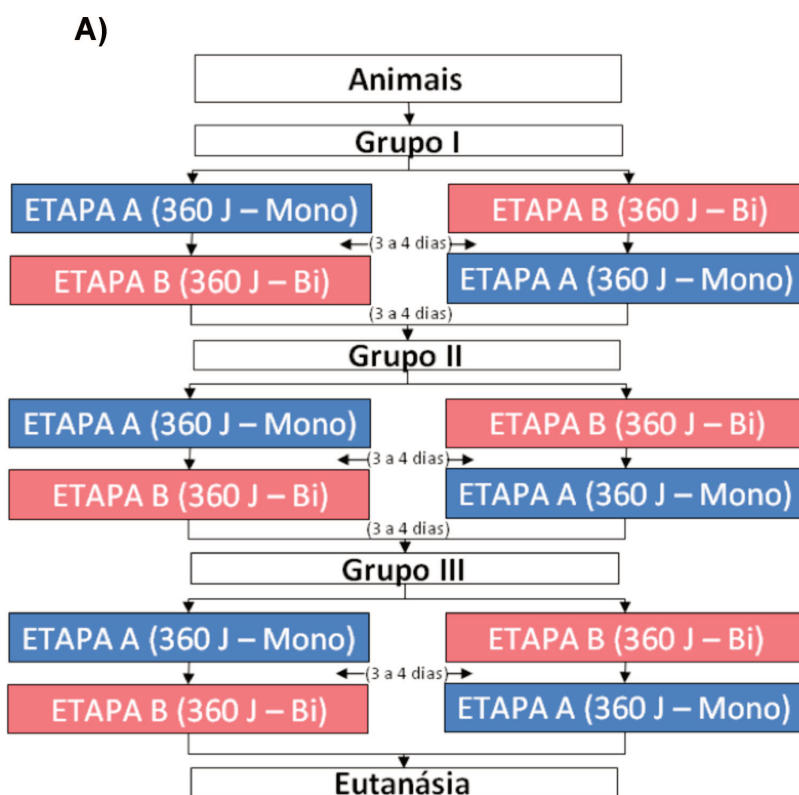 A)
Animais
Grupo I
ETAPA A (360 J – Mono)
ETAPA B (360 J – Bi)
(3 a 4 dias)
ETAPA B (360 J – Bi)
ETAPA A (360 J – Mono)
(3 a 4 dias)
Grupo II
ETAPA A (360 J – Mono)
ETAPA B (360 J – Bi)
(3 a 4 dias)
ETAPA B (360 J – Bi)
ETAPA A (360 J – Mono)
(3 a 4 dias)
Grupo III
ETAPA A (360 J – Mono)
ETAPA B (360 J – Bi)
(3 a 4 dias)
ETAPA B (360 J – Bi)
ETAPA A (360 J – Mono)
Eutanásia